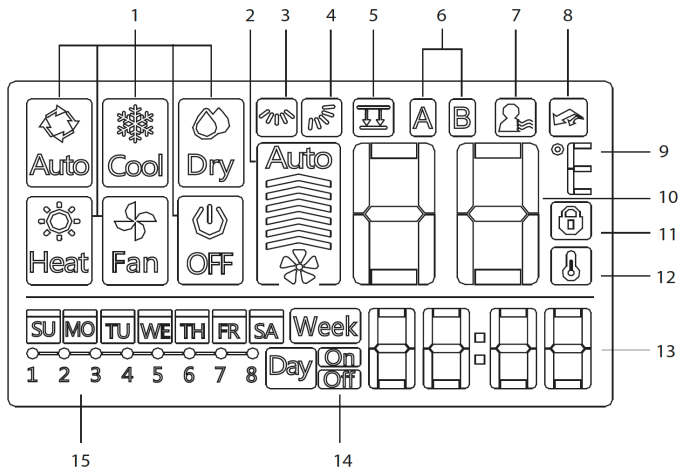 1 2 3 4 5 6 7 8
A B
Auto Cool Dry
Auto
9
10
11
Heat Fan OFF
12
SU MO TU WE TH FR SA Week
88:88
13
1 2 3 4 5 6 7 8
Day On
Off
15 14